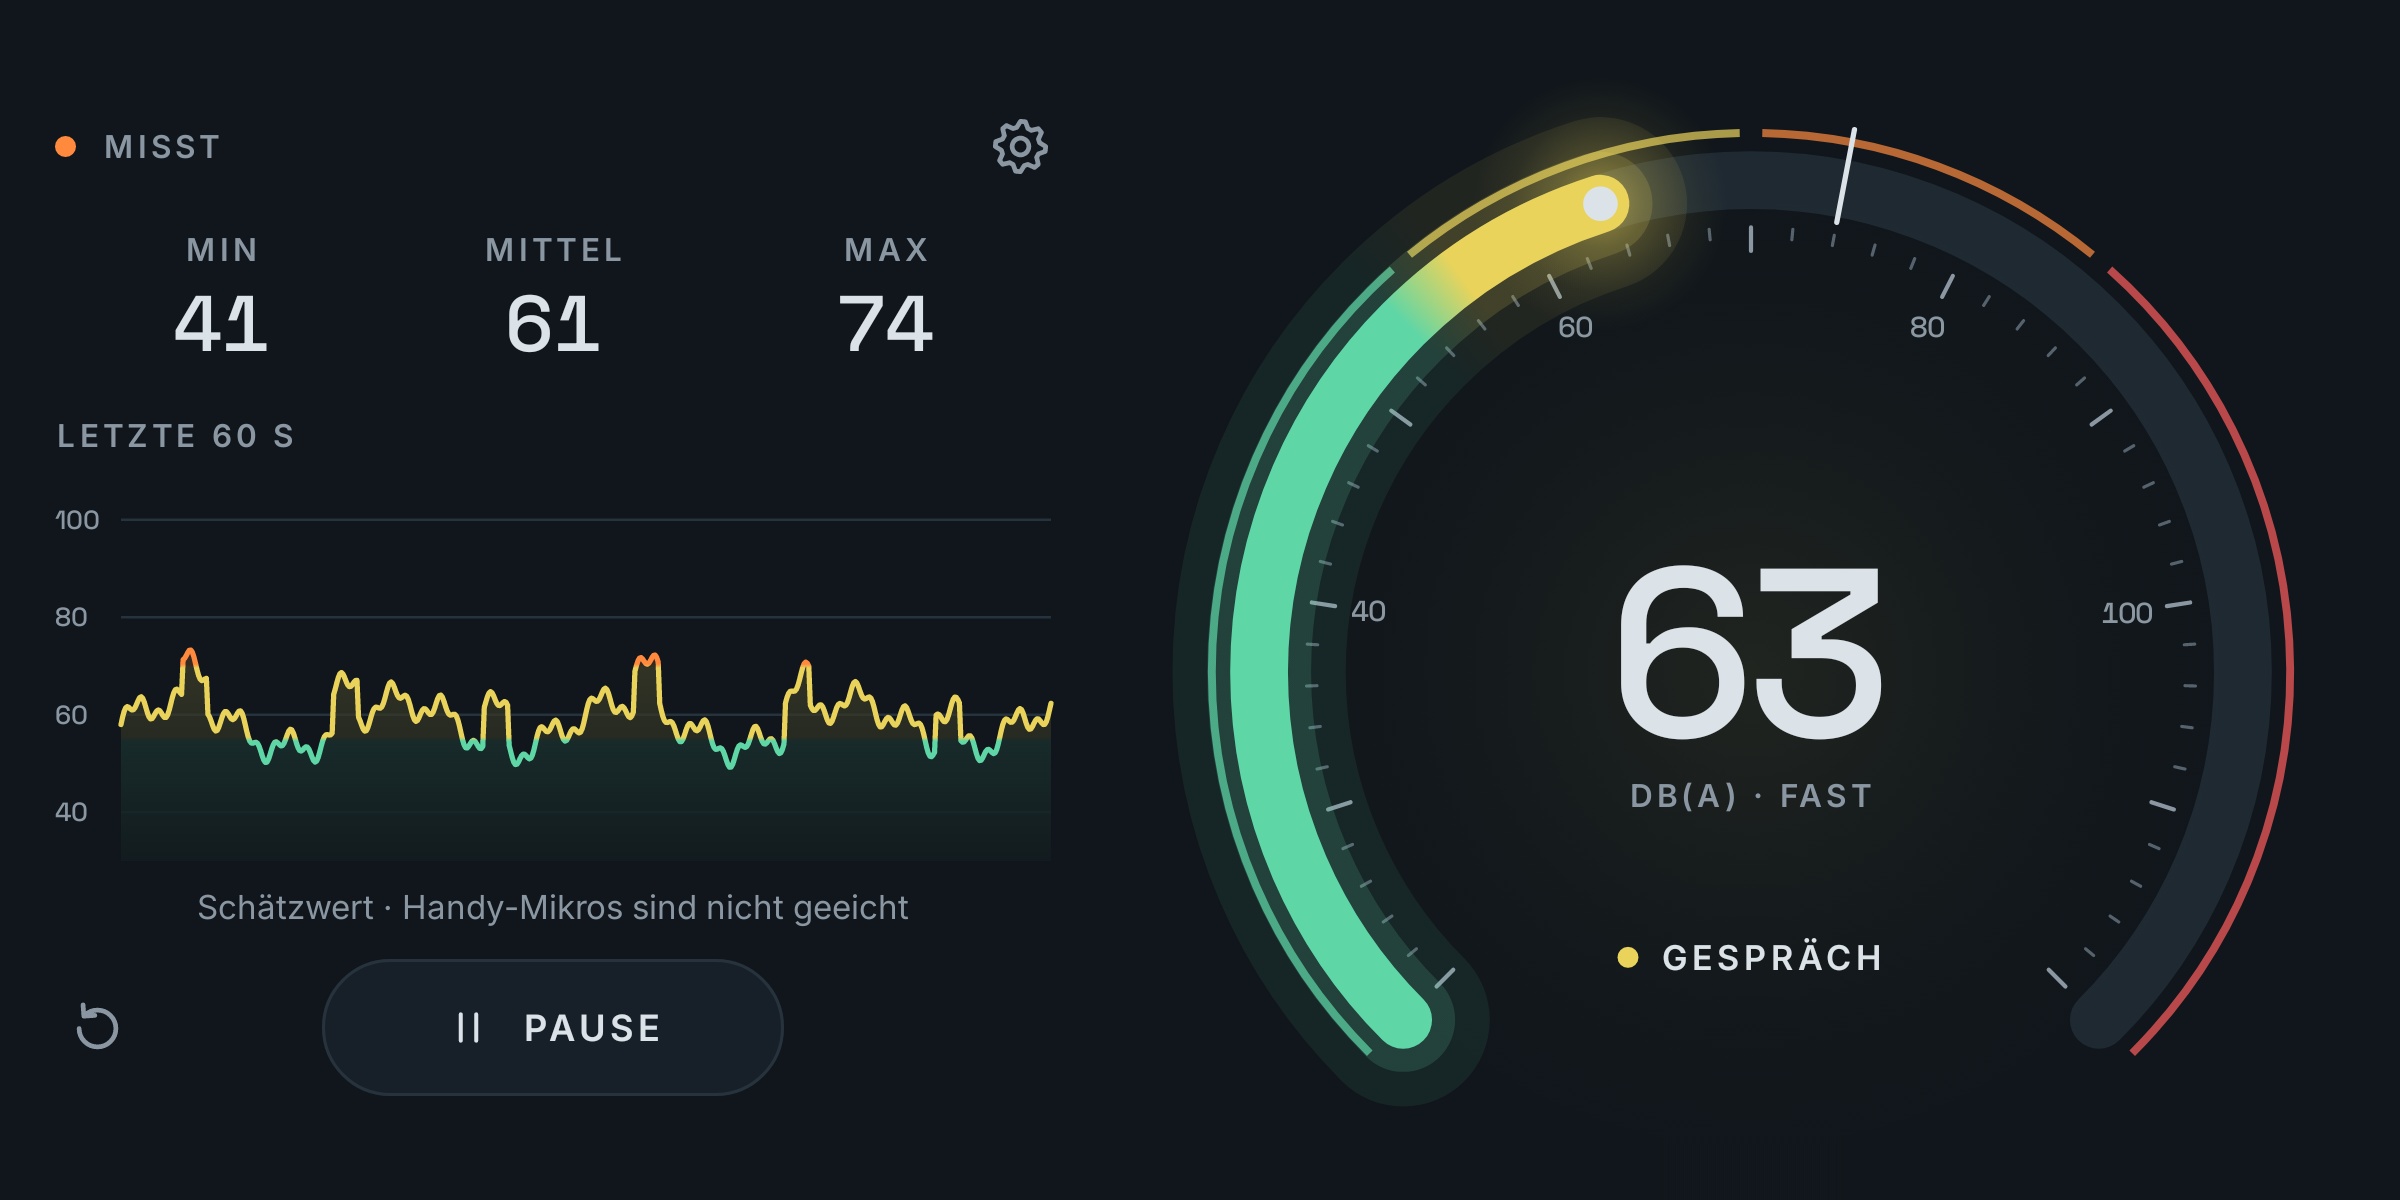 MISST
MIN MITTEL MAX
41 61 74
LETZTE 60 S
100
80
60
40
Schätzwert · Handy-Mikros sind nicht geeicht
PAUSE
60 80
40 100
63
DB(A) · FAST
GESPRÄCH